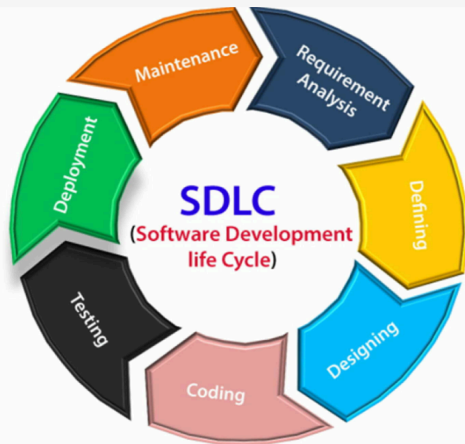 SDLC
(Software Development
life Cycle)
Requirement
Analysis
Defining
Designing
Coding
Testing
Deployment
Maintenance